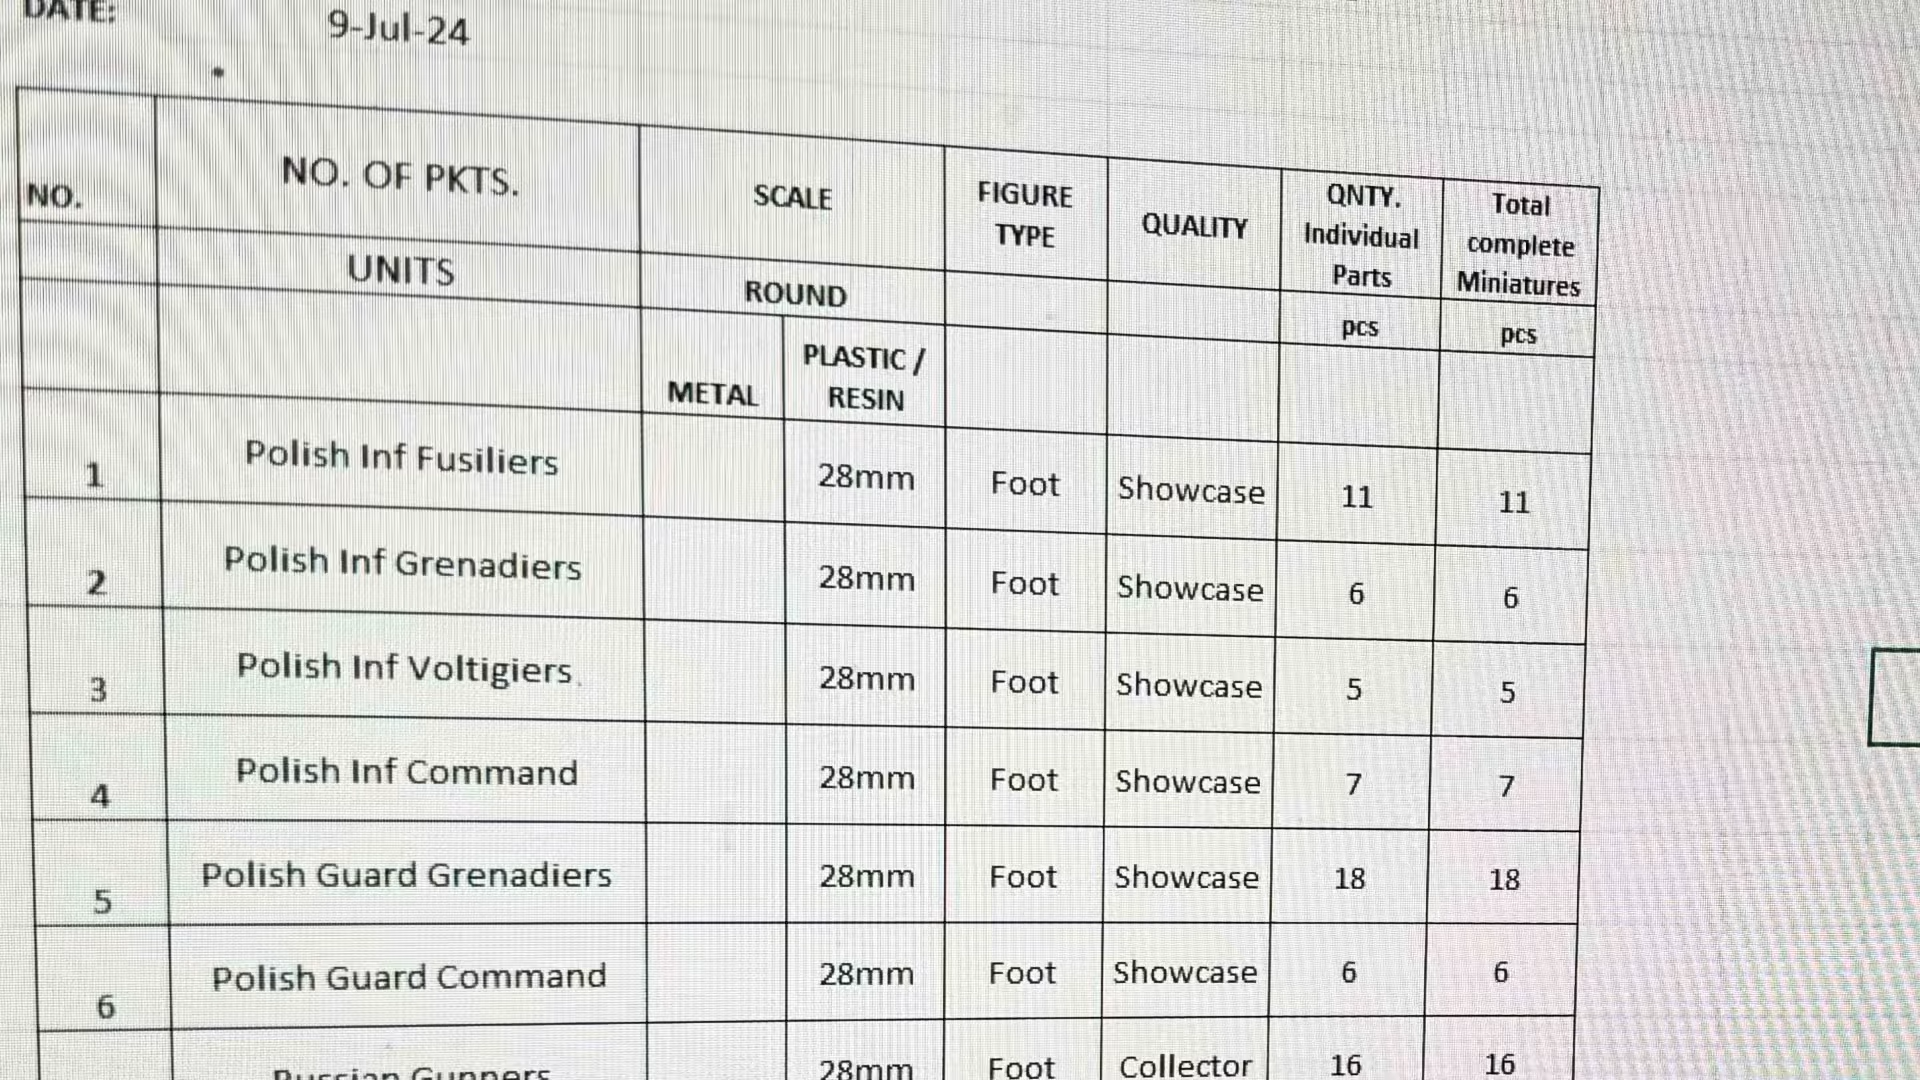 DATE: 9-Jul-24
NO. NO. OF PKTS. SCALE FIGURE TYPE QUALITY QNTY. Individual Parts Total complete Miniatures
UNITS ROUND pcs pcs
METAL PLASTIC / RESIN
1 Polish Inf Fusiliers 28mm Foot Showcase 11 11
2 Polish Inf Grenadiers 28mm Foot Showcase 6 6
3 Polish Inf Voltigiers 28mm Foot Showcase 5 5
4 Polish Inf Command 28mm Foot Showcase 7 7
5 Polish Guard Grenadiers 28mm Foot Showcase 18 18
6 Polish Guard Command 28mm Foot Showcase 6 6
Russian Gunners 28mm Foot Collector 16 16